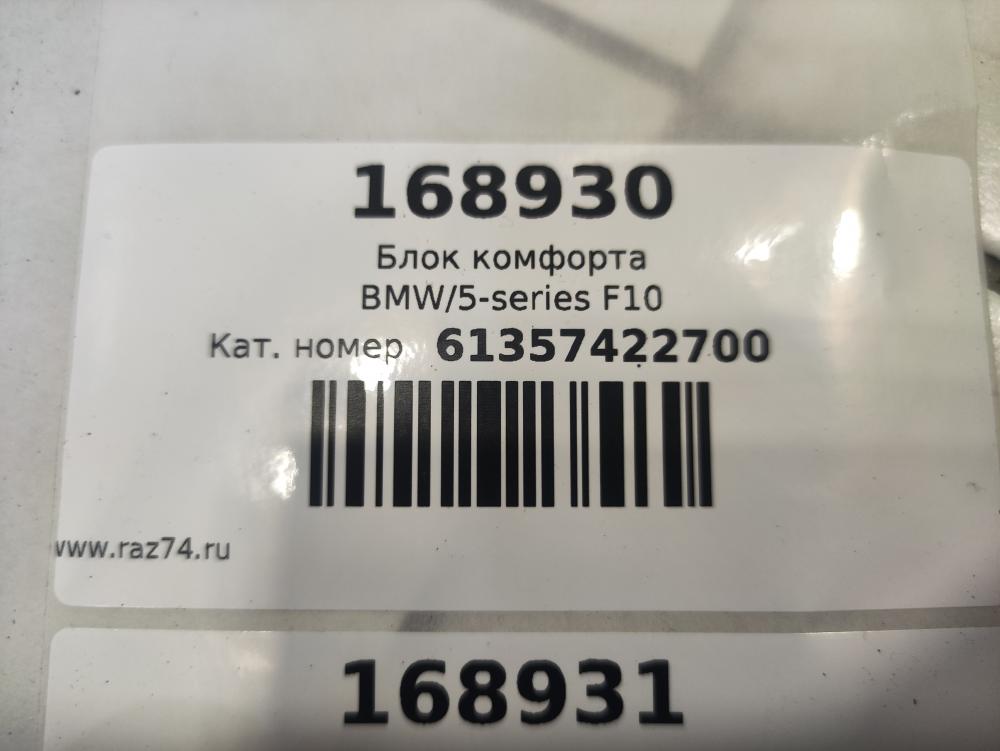 168930
Блок комфорта
BMW/5-series F10
Кат. номер 61357422700
www.raz74.ru
168931